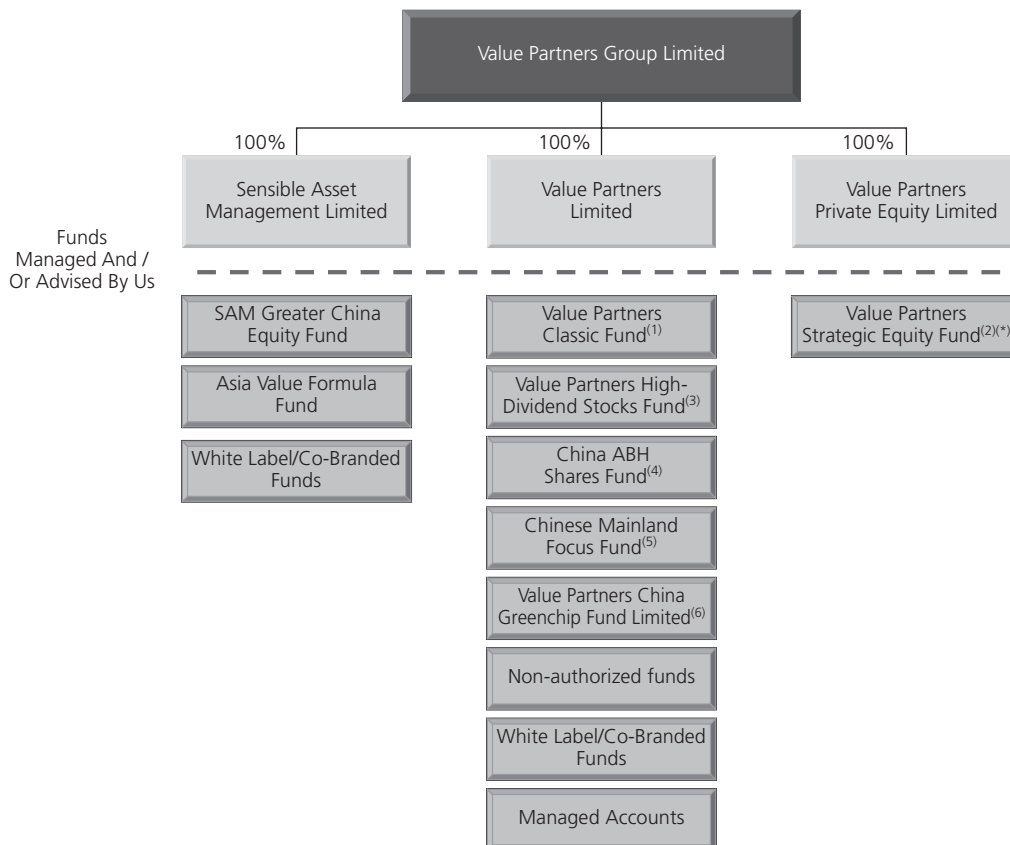 Value Partners Group Limited
100%
100%
100%
Sensible Asset
Management Limited
Value Partners
Limited
Value Partners
Private Equity Limited
Funds
Managed And /
Or Advised By Us
SAM Greater China
Equity Fund
Asia Value Formula
Fund
White Label/Co-Branded
Funds
Value Partners
Classic Fund(1)
Value Partners High-
Dividend Stocks Fund(3)
China ABH
Shares Fund(4)
Chinese Mainland
Focus Fund(5)
Value Partners China
Greenchip Fund Limited(6)
Non-authorized funds
White Label/Co-Branded
Funds
Managed Accounts
Value Partners
Strategic Equity Fund(2)(*)